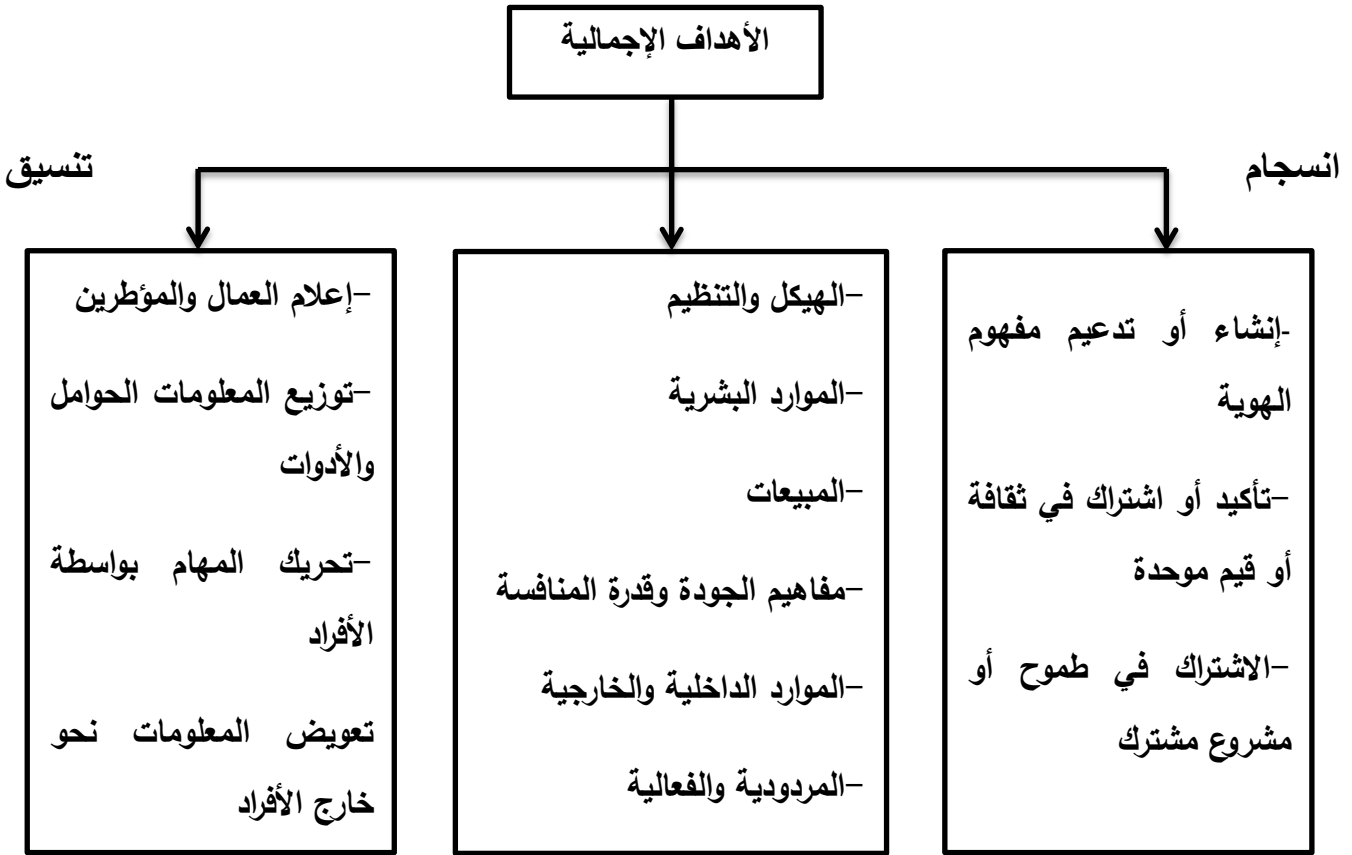 الأهداف الإجمالية
انسجام
تنسيق
-إنشاء أو تدعيم مفهوم
الهوية
–تأكيد أو اشتراك في ثقافة
أو قيم موحدة
–الاشتراك في طموح أو
مشروع مشترك
–الهيكل والتنظيم
–الموارد البشرية
–المبيعات
–مفاهيم الجودة وقدرة المنافسة
–الموارد الداخلية والخارجية
–المردودية والفعالية
–إعلام العمال والمؤطرين
–توزيع المعلومات الحوامل
والأدوات
–تحريك المهام بواسطة
الأفراد
تعويض المعلومات نحو
خارج الأفراد